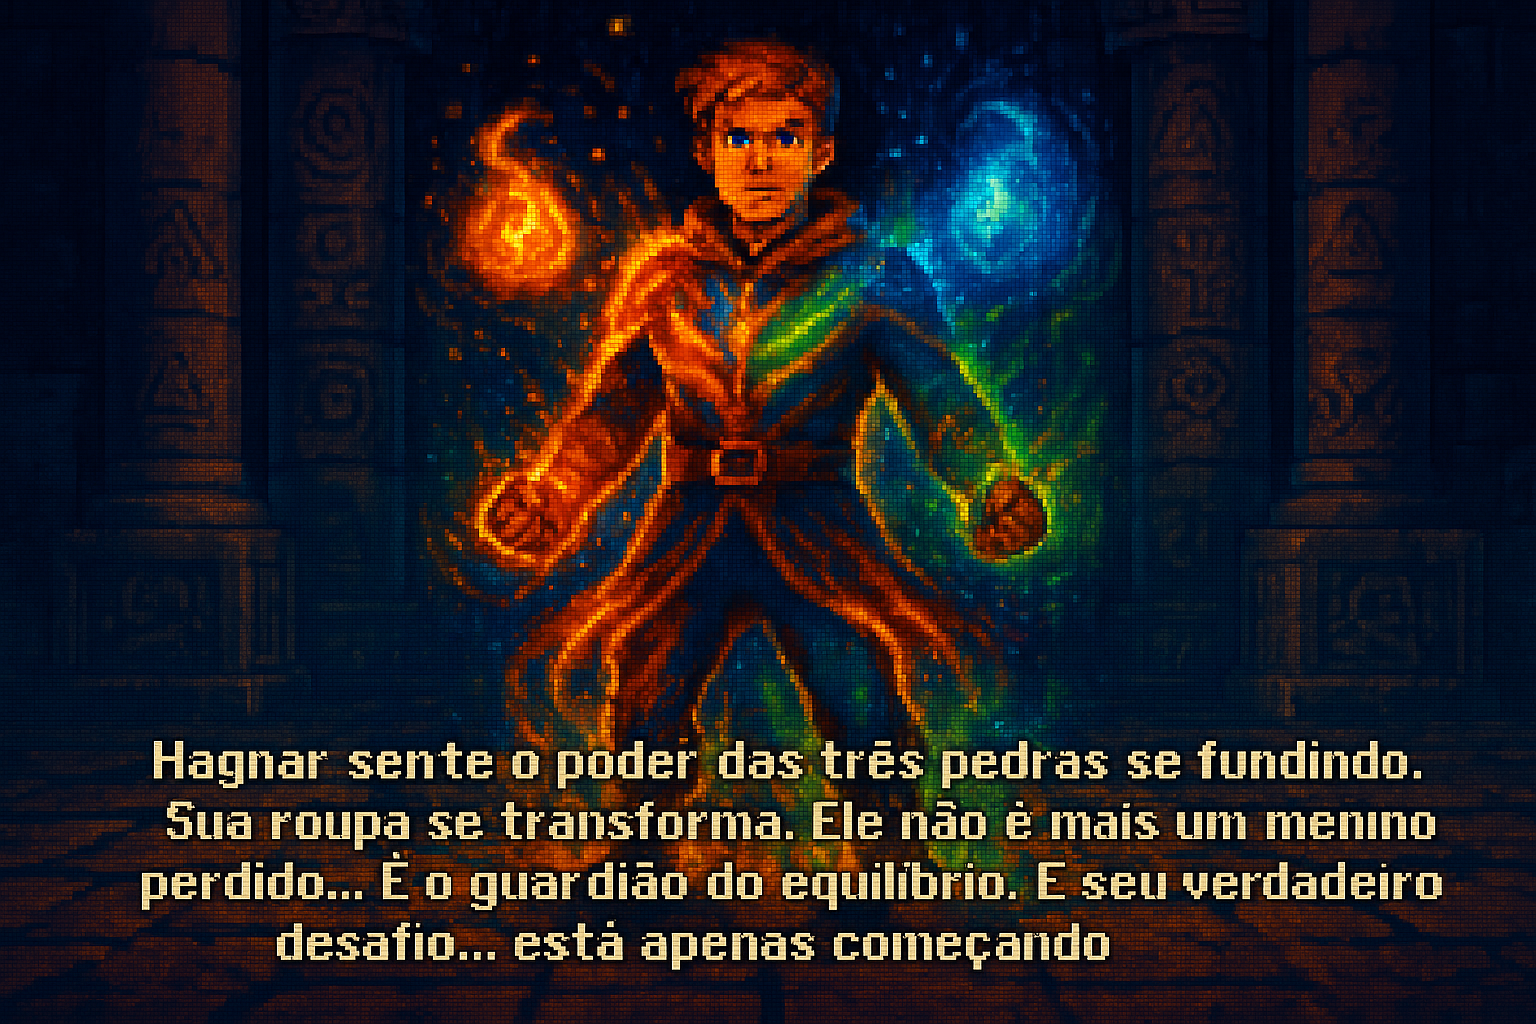 Hagnar sente o poder das três pedras se fundindo.
Sua roupa se transforma. Ele não é mais um menino
perdido... É o guardião do equilíbrio. E seu verdadeiro
desafio... está apenas começando